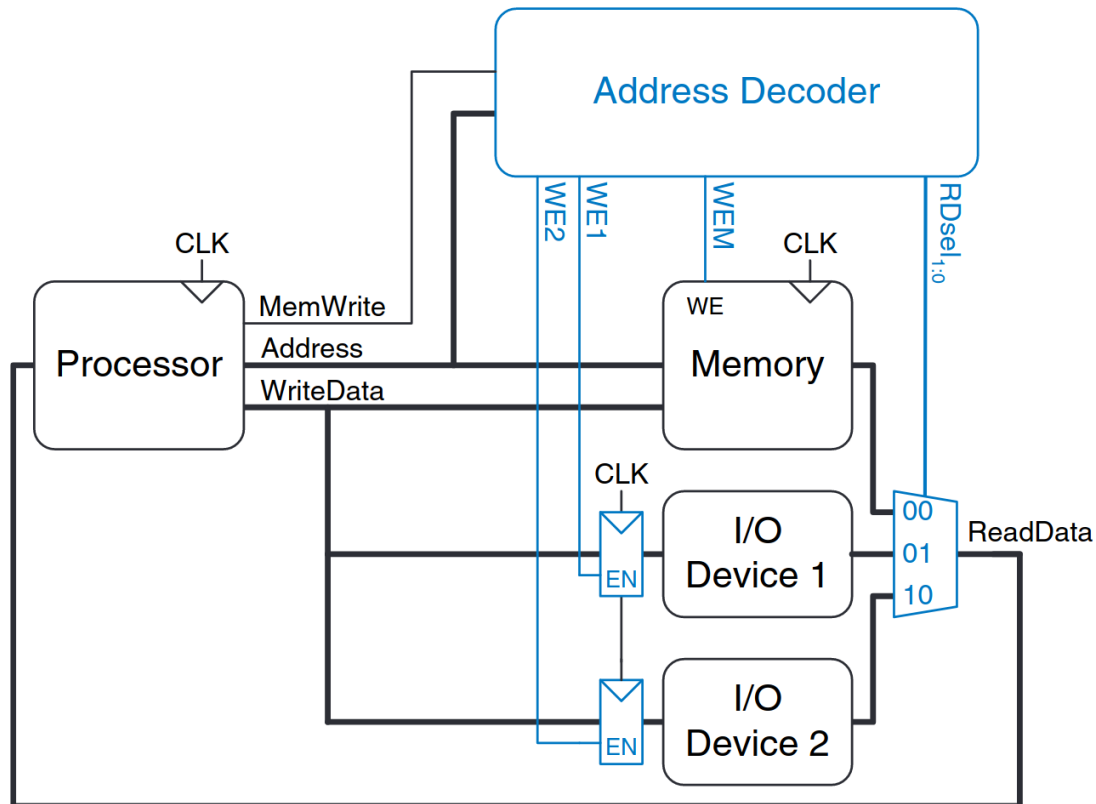 Address Decoder
WE2
WE1
WEM
RDsel1:0
CLK
CLK
MemWrite
WE
Processor
Address
Memory
WriteData
CLK
00
I/O
ReadData
01
EN
Device 1
10
I/O
EN
Device 2